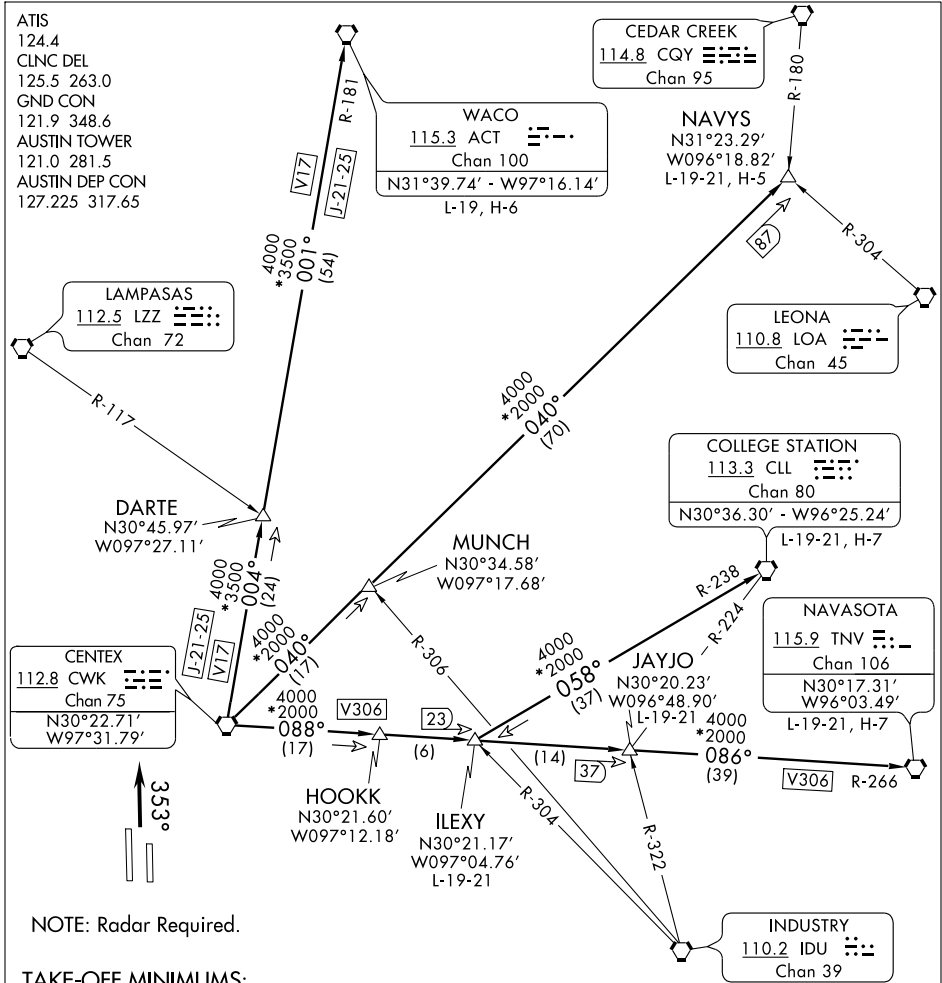 ATIS
124.4
CLNC DEL
125.5 263.0
GND CON
121.9 348.6
AUSTIN TOWER
121.0 281.5
AUSTIN DEP CON
127.225 317.65
R-181
V17
J-21-25
WACO
115.3 ACT
Chan 100
N31°39.74' - W97°16.14'
L-19, H-6
CEDAR CREEK
114.8 CQY
Chan 95
R-180
NAVYS
N31°23.29'
W096°18.82'
L-19-21, H-5
87
R-304
LEONA
110.8 LOA
Chan 45
4000
*3500
001°
(54)
LAMPASAS
112.5 LZZ
Chan 72
R-117
4000
*2000
040°
(70)
COLLEGE STATION
113.3 CLL
Chan 80
N30°36.30' - W96°25.24'
L-19-21, H-7
DARTE
N30°45.97'
W097°27.11'
MUNCH
N30°34.58'
W097°17.68'
R-238
R-224
4000
*3500
004°
(24)
J-21-25
V17
4000
*2000
040°
(17)
R-306
4000
*2000
058°
(37)
JAYJO
N30°20.23'
W096°48.90'
L-19-21
NAVASOTA
115.9 TNV
Chan 106
N30°17.31'
W096°03.49'
L-19-21, H-7
CENTEX
112.8 CWK
Chan 75
N30°22.71'
W97°31.79'
4000
*2000
088°
(17)
V306
23
(6)
(14)
37
4000
*2000
086°
(39)
V306
R-266
HOOKK
N30°21.60'
W097°12.18'
ILEXY
N30°21.17'
W097°04.76'
L-19-21
R-304
R-322
353°
INDUSTRY
110.2 IDU
Chan 39
NOTE: Radar Required.
TAKE-OFF MINIMUMS: